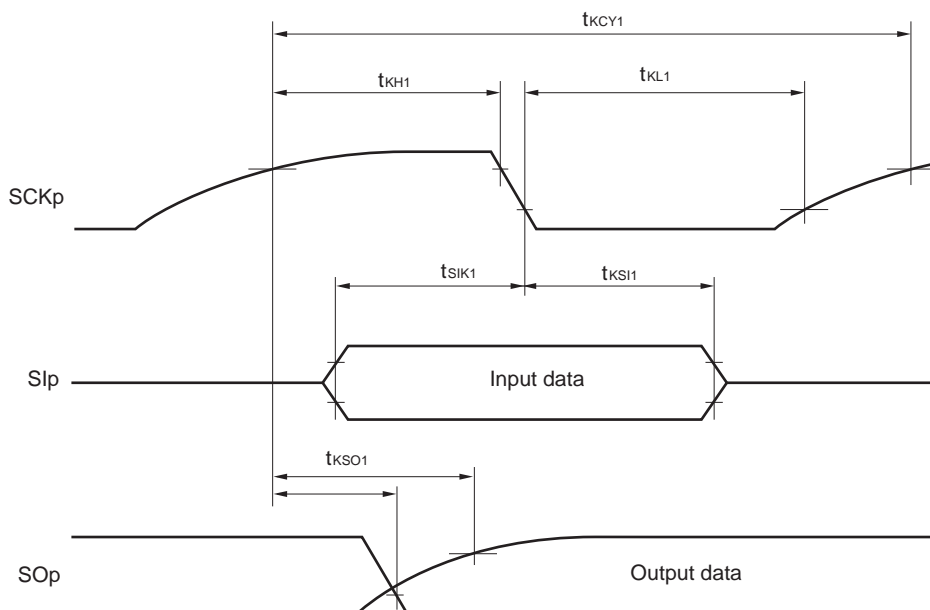 tKCY1
tKH1
tKL1
SCKp
tSIK1
tKSI1
SIp
Input data
tKSO1
SOp
Output data